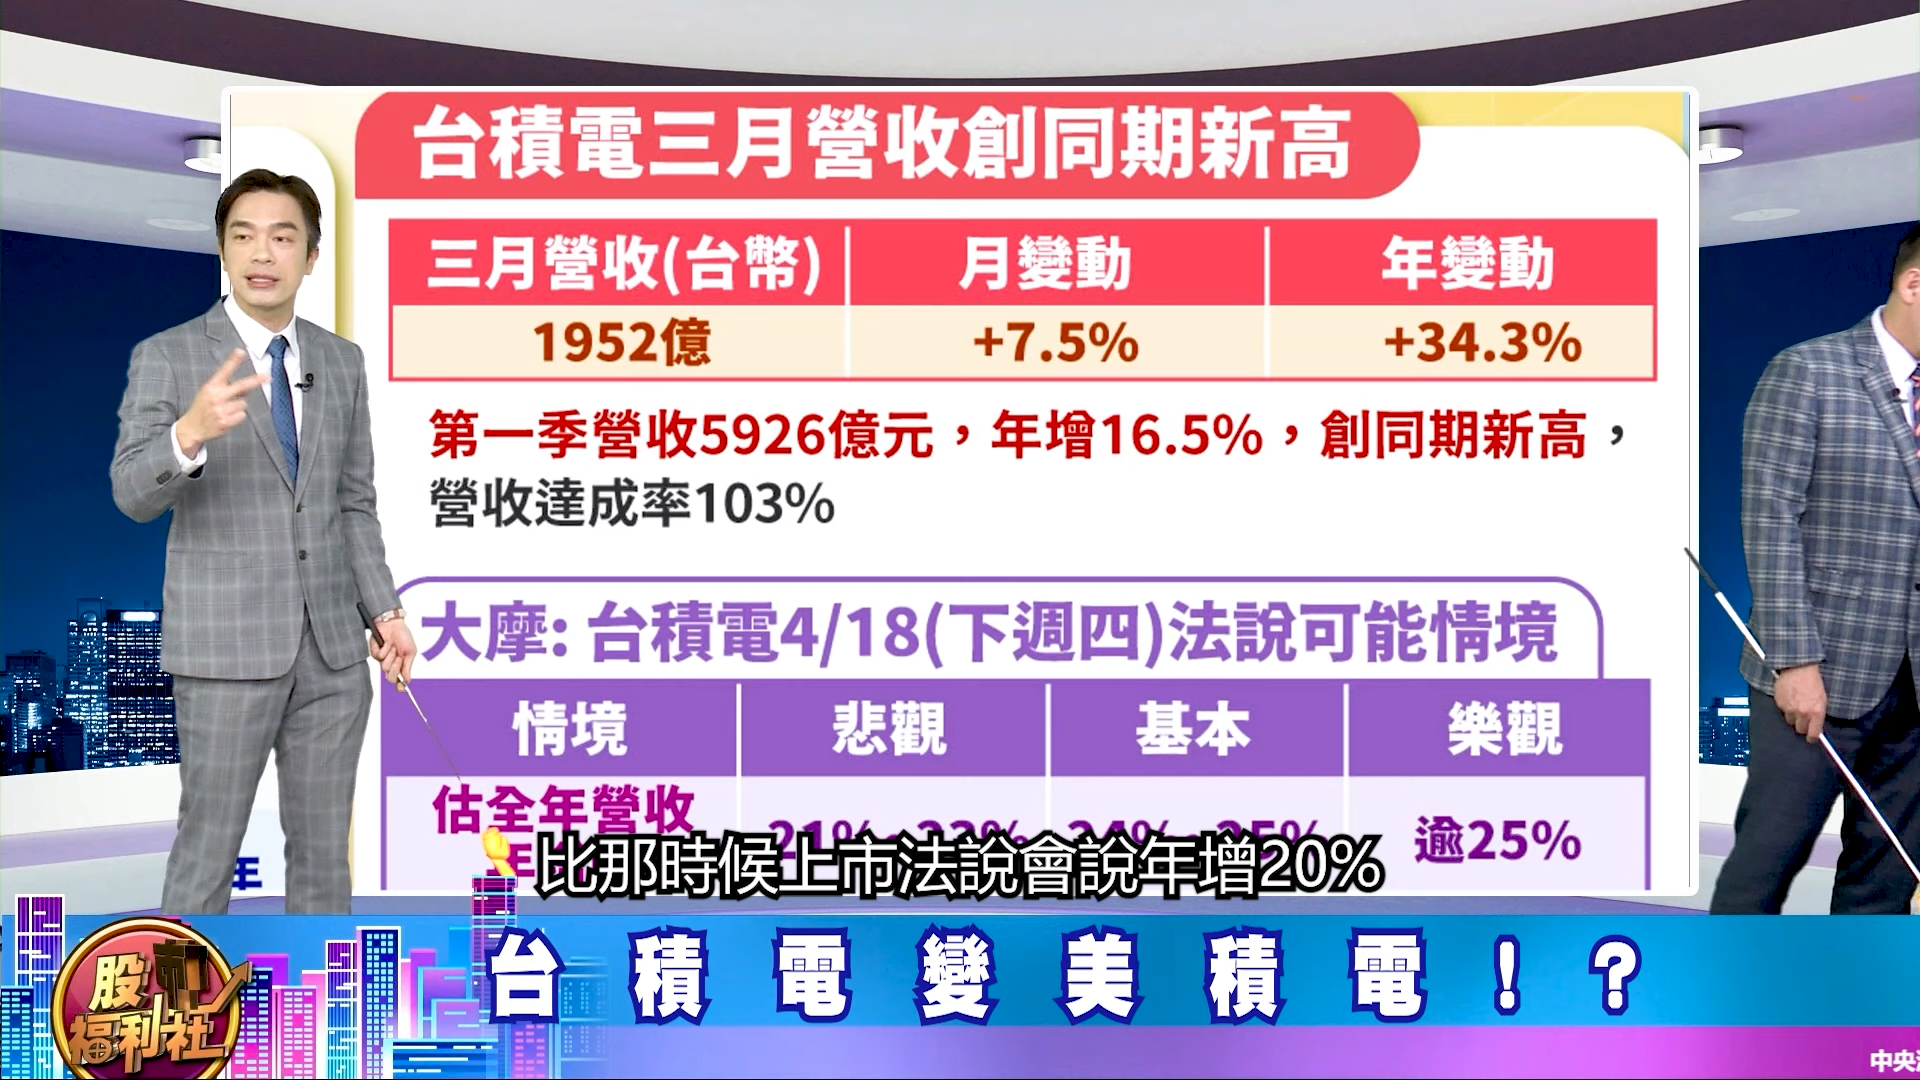 台積電三月營收創同期新高
三月營收(台幣) 月變動 年變動
1952億 +7.5% +34.3%
第一季營收5926億元，年增16.5%，創同期新高，
營收達成率103%
大摩: 台積電4/18(下週四)法說可能情境
情境 悲觀 基本 樂觀
估全年營收 逾25%
年
比那時候上市法說會說年增20%
台積電變美積電！？
股市
福利社
中央